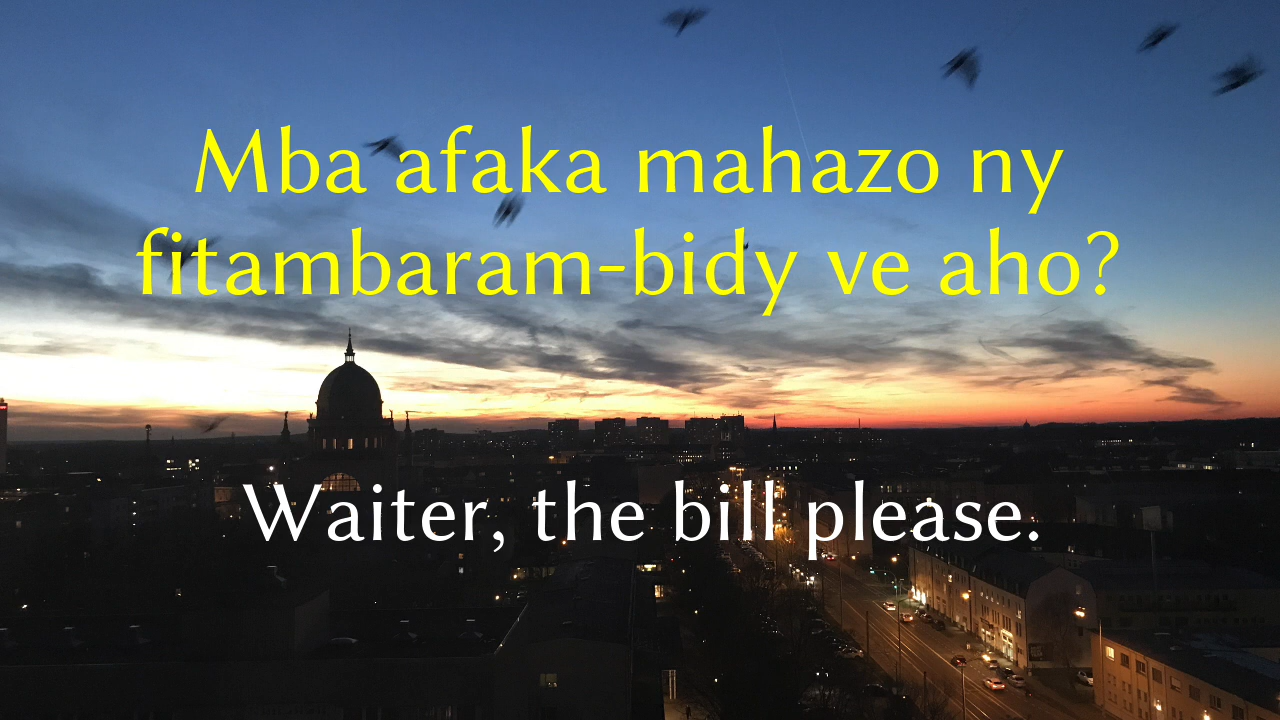 Mba afaka mahazo ny
fitambaram-bidy ve aho?
Waiter, the bill please.